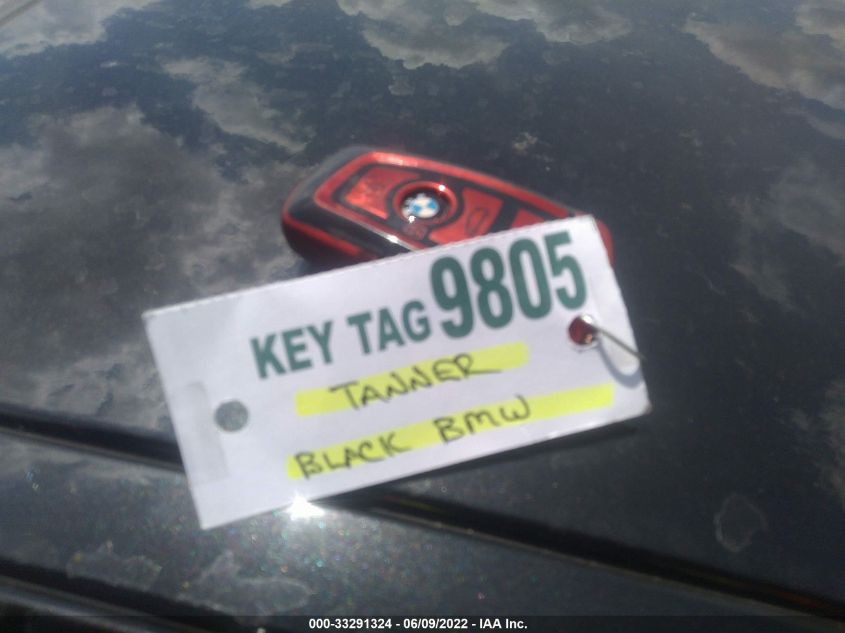 KEY TAG 9805
TANNER
BLACK BMW
000-33291324 - 06/09/2022 - IAA Inc.